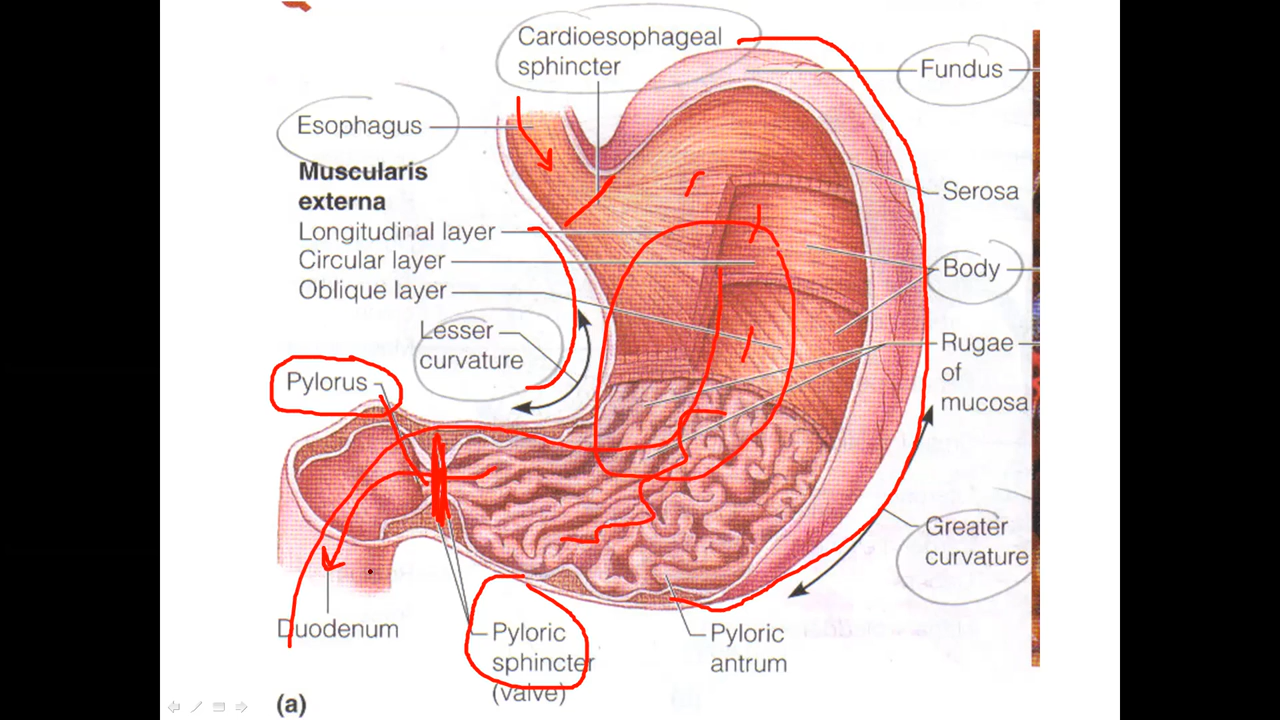 Cardioesophageal
sphincter
Fundus
Esophagus
Muscularis
externa
Longitudinal layer
Circular layer
Oblique layer
Serosa
Body
Lesser
curvature
Rugae
of
mucosa
Pylorus
Greater
curvature
Duodenum
Pyloric
sphincter
(valve)
Pyloric
antrum
(a)